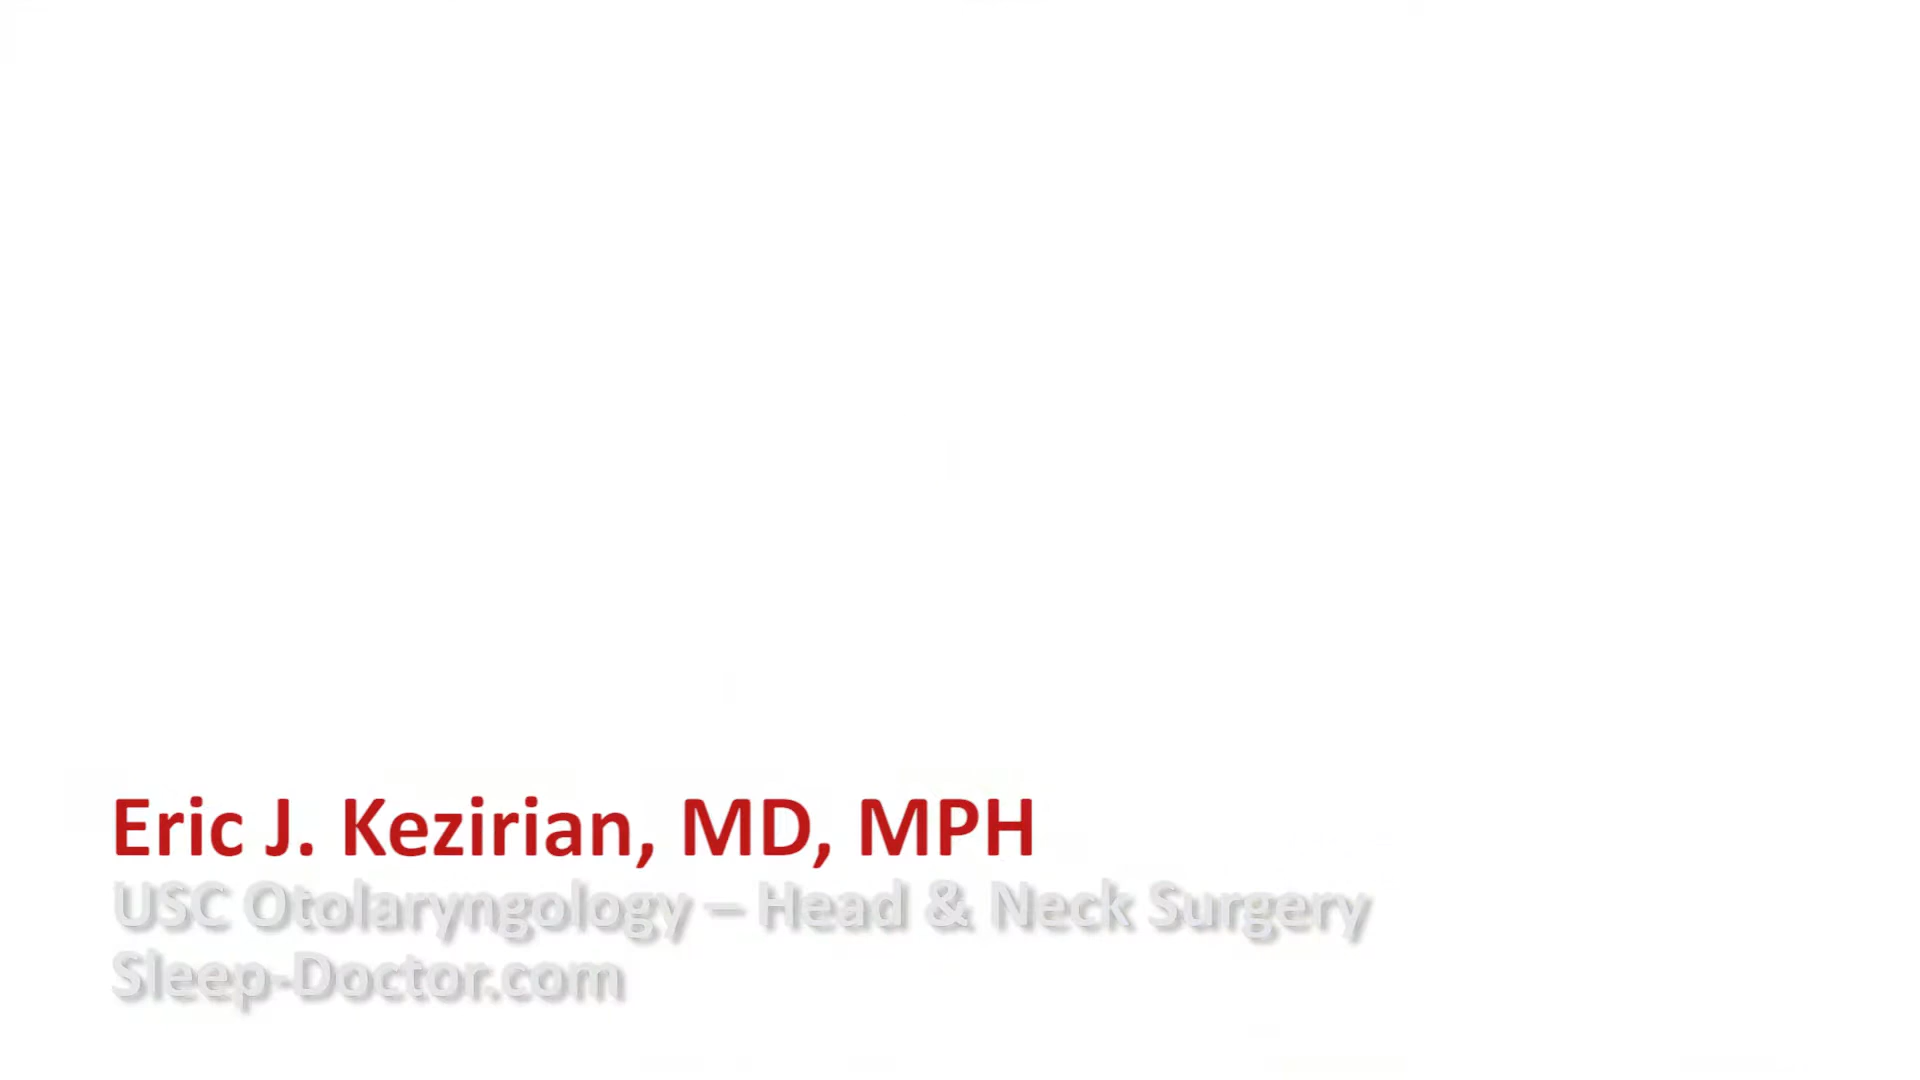 Eric J. Kezirian, MD, MPH
USC Otolaryngology – Head & Neck Surgery
Sleep-Doctor.com